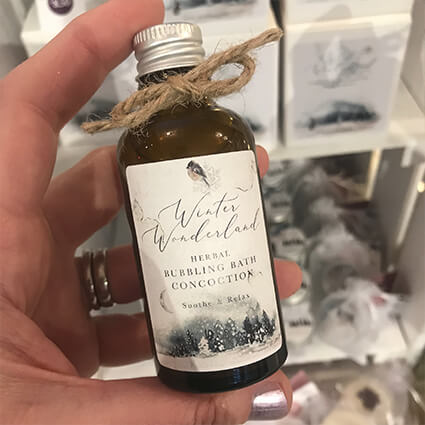 Winter
Wonderland
HERBAL
BUBBLING BATH
CONCOCTION
Soothe & Relax